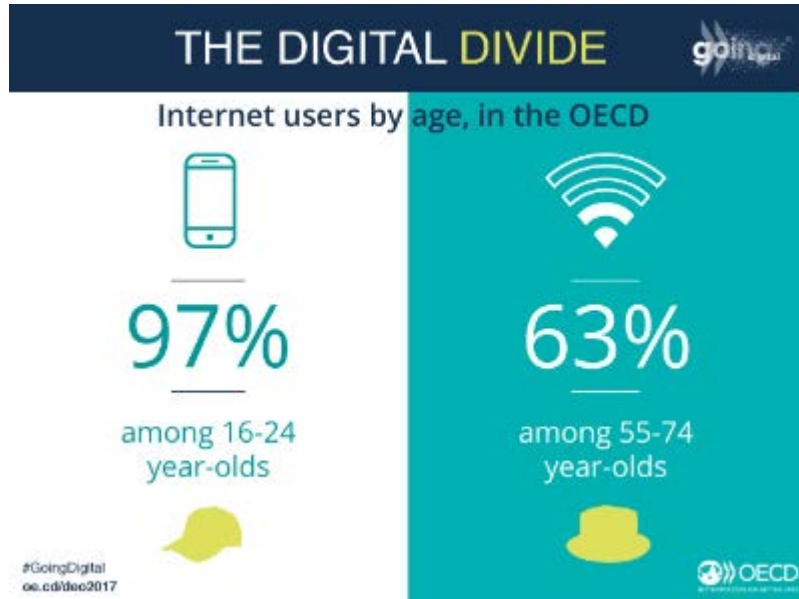 THE DIGITAL DIVIDE
going
Internet users by age, in the OECD
97%
among 16-24
year-olds
63%
among 55-74
year-olds
#GoingDigital
oe.cd/deo2017
OECD